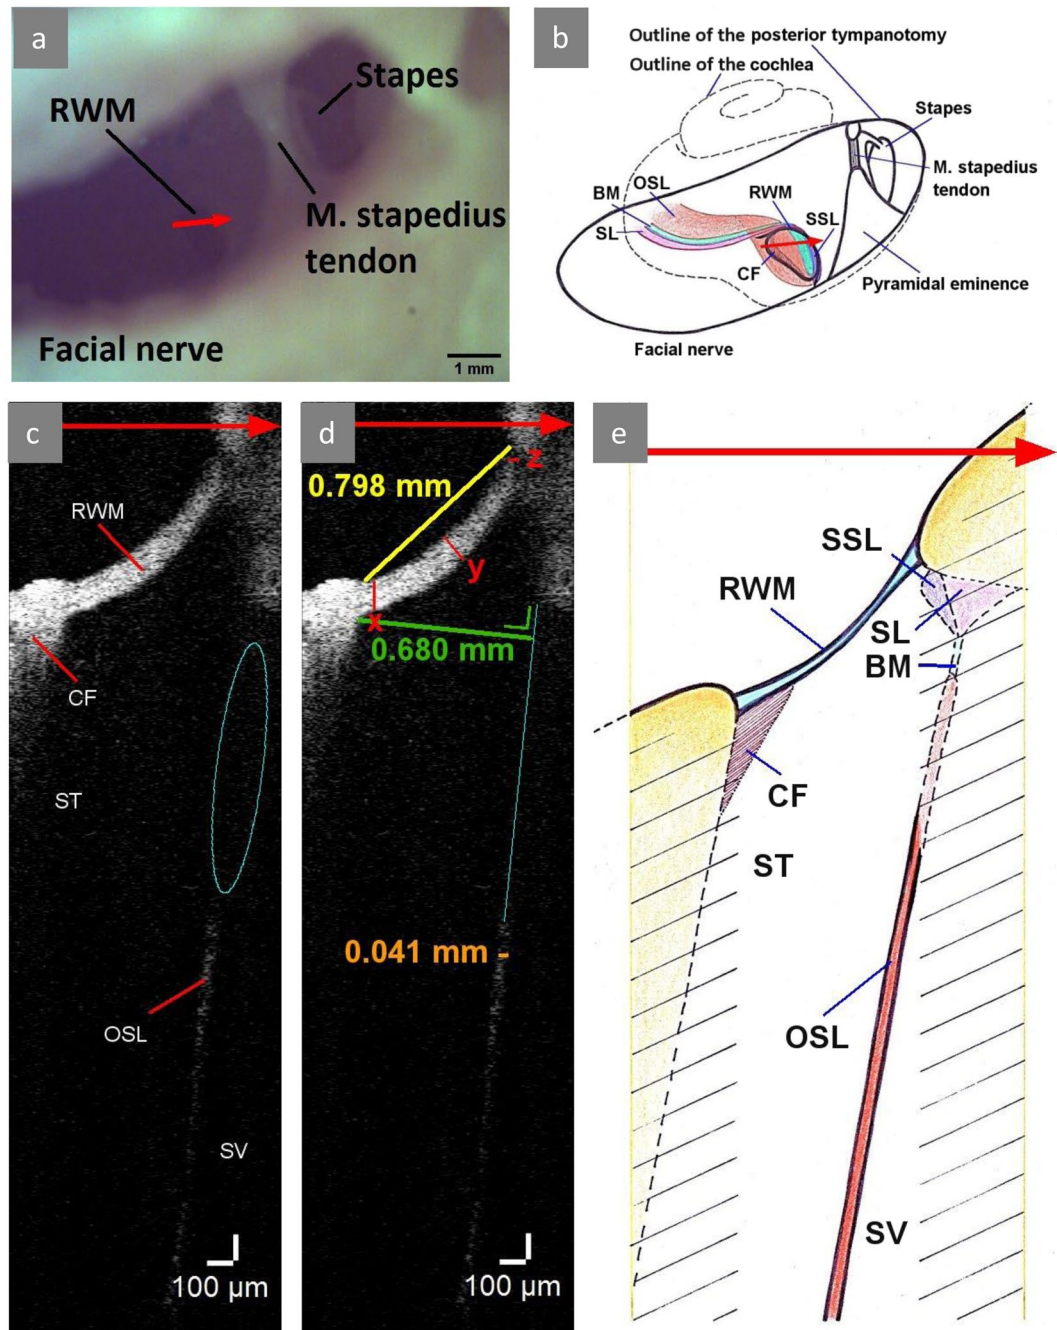 a
Stapes
RWM
M. stapedius
tendon
Facial nerve
1 mm
b
Outline of the posterior tympanotomy
Outline of the cochlea
Stapes
M. stapedius
tendon
OSL
RWM
BM
SSL
SL
CF
Pyramidal eminence
Facial nerve
c
RWM
CF
ST
OSL
SV
100 µm
d
- z
0.798 mm
y
x
0.680 mm
0.041 mm -
100 µm
e
SSL
RWM
SL
BM
CF
ST
OSL
SV